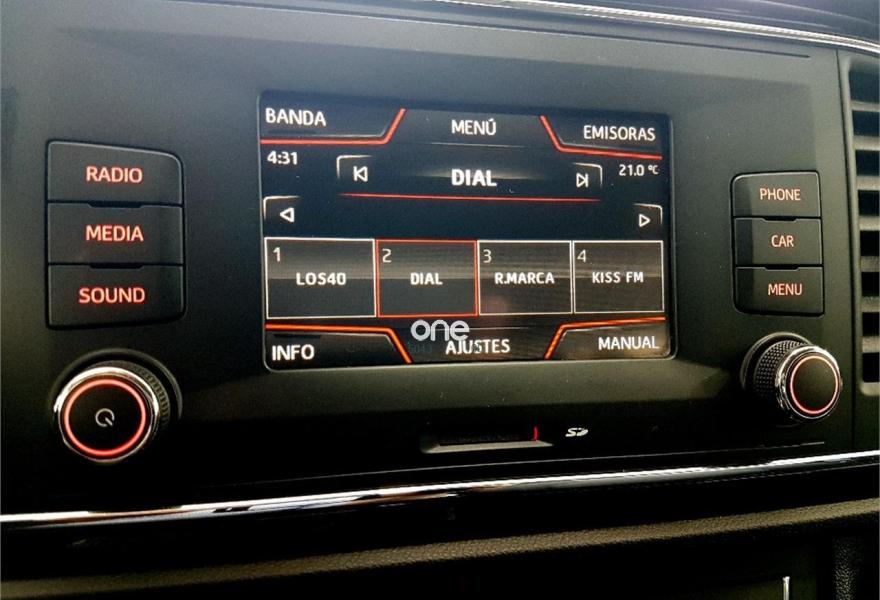 BANDA
MENÚ
EMISORAS
4:31
DIAL
21.0 ºC
1
LOS40
2
DIAL
3
R.MARCA
4
KISS FM
one
INFO
AJUSTES
MANUAL
RADIO
MEDIA
SOUND
PHONE
CAR
MENU
SD